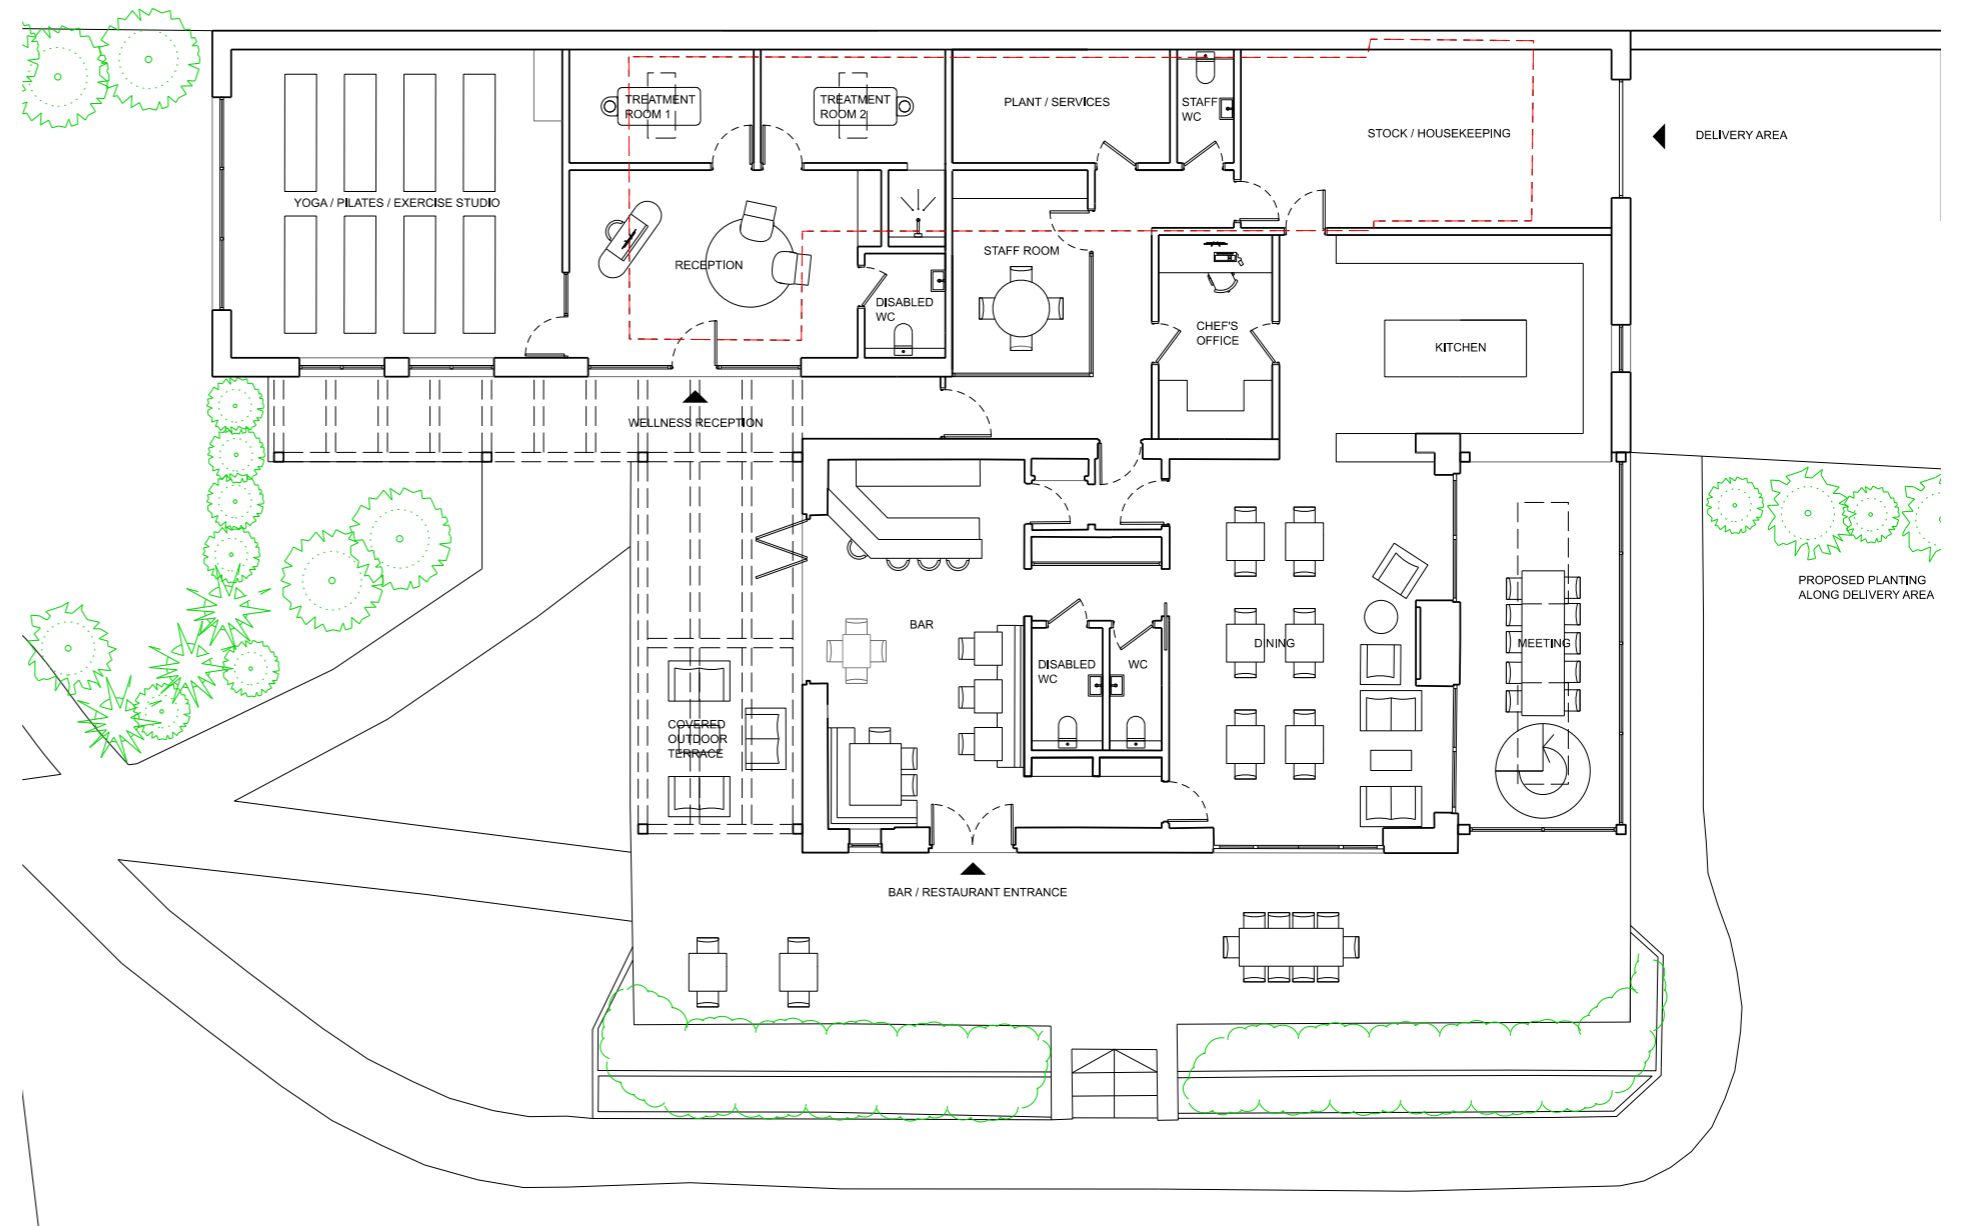 TREATMENT
ROOM 1
TREATMENT
ROOM 2
PLANT / SERVICES
STAFF
WC
STOCK / HOUSEKEEPING
DELIVERY AREA
YOGA / PILATES / EXERCISE STUDIO
RECEPTION
STAFF ROOM
DISABLED
WC
CHEF'S
OFFICE
KITCHEN
WELLNESS RECEPTION
PROPOSED PLANTING
ALONG DELIVERY AREA
BAR
DINING
MEETING
DISABLED
WC
WC
COVERED
OUTDOOR
TERRACE
BAR / RESTAURANT ENTRANCE